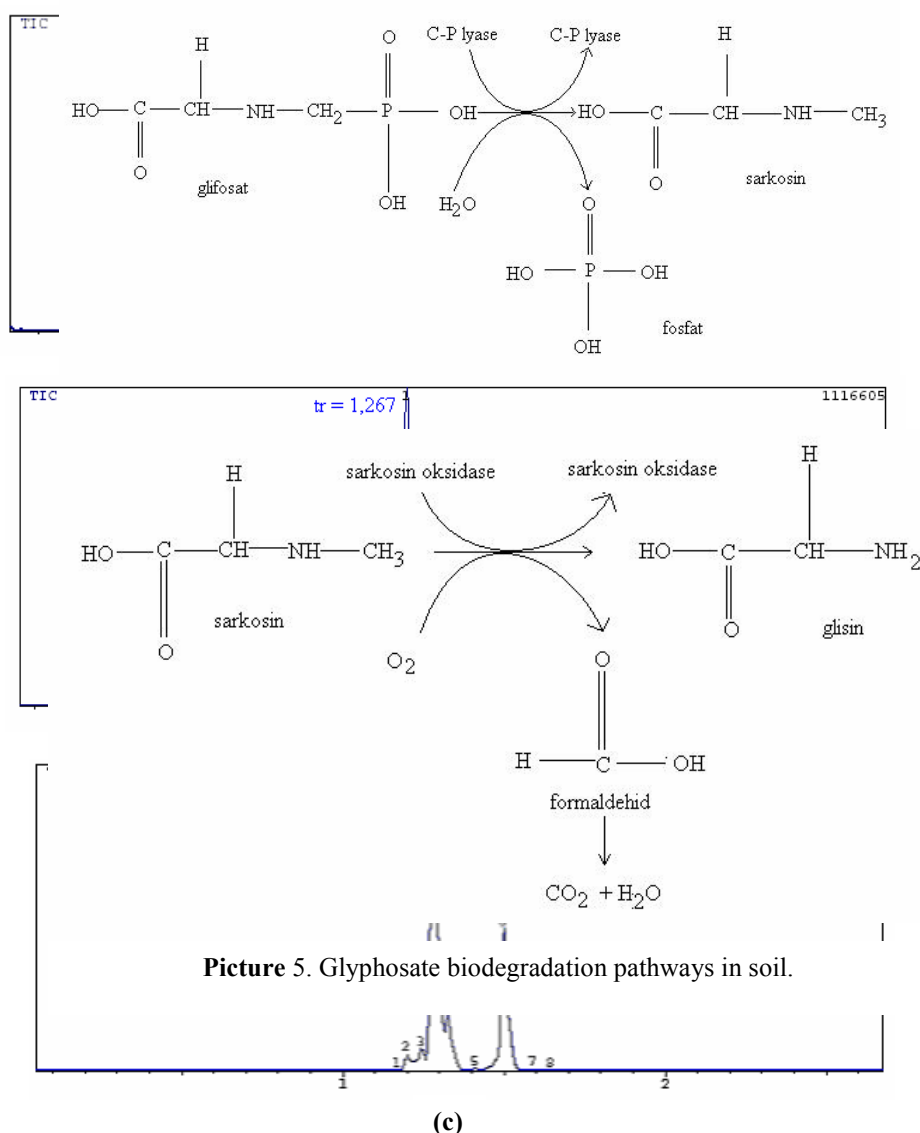 TIC
C-P lyase C-P lyase
H O H
HO C CH NH CH2 P OH HO C CH NH CH3
O OH H2O O O
glifosat sarkosin
HO P OH
OH fosfat
TIC tr = 1,267 1 1116605
sarkosin oksidase sarkosin oksidase
H H
HO C CH NH CH3 HO C CH NH2
O sarkosin O2 O glisin
O
H C OH
formaldehid
CO2 + H2O
Picture 5. Glyphosate biodegradation pathways in soil.
1 2 3 5 7 8
1 2
(c)